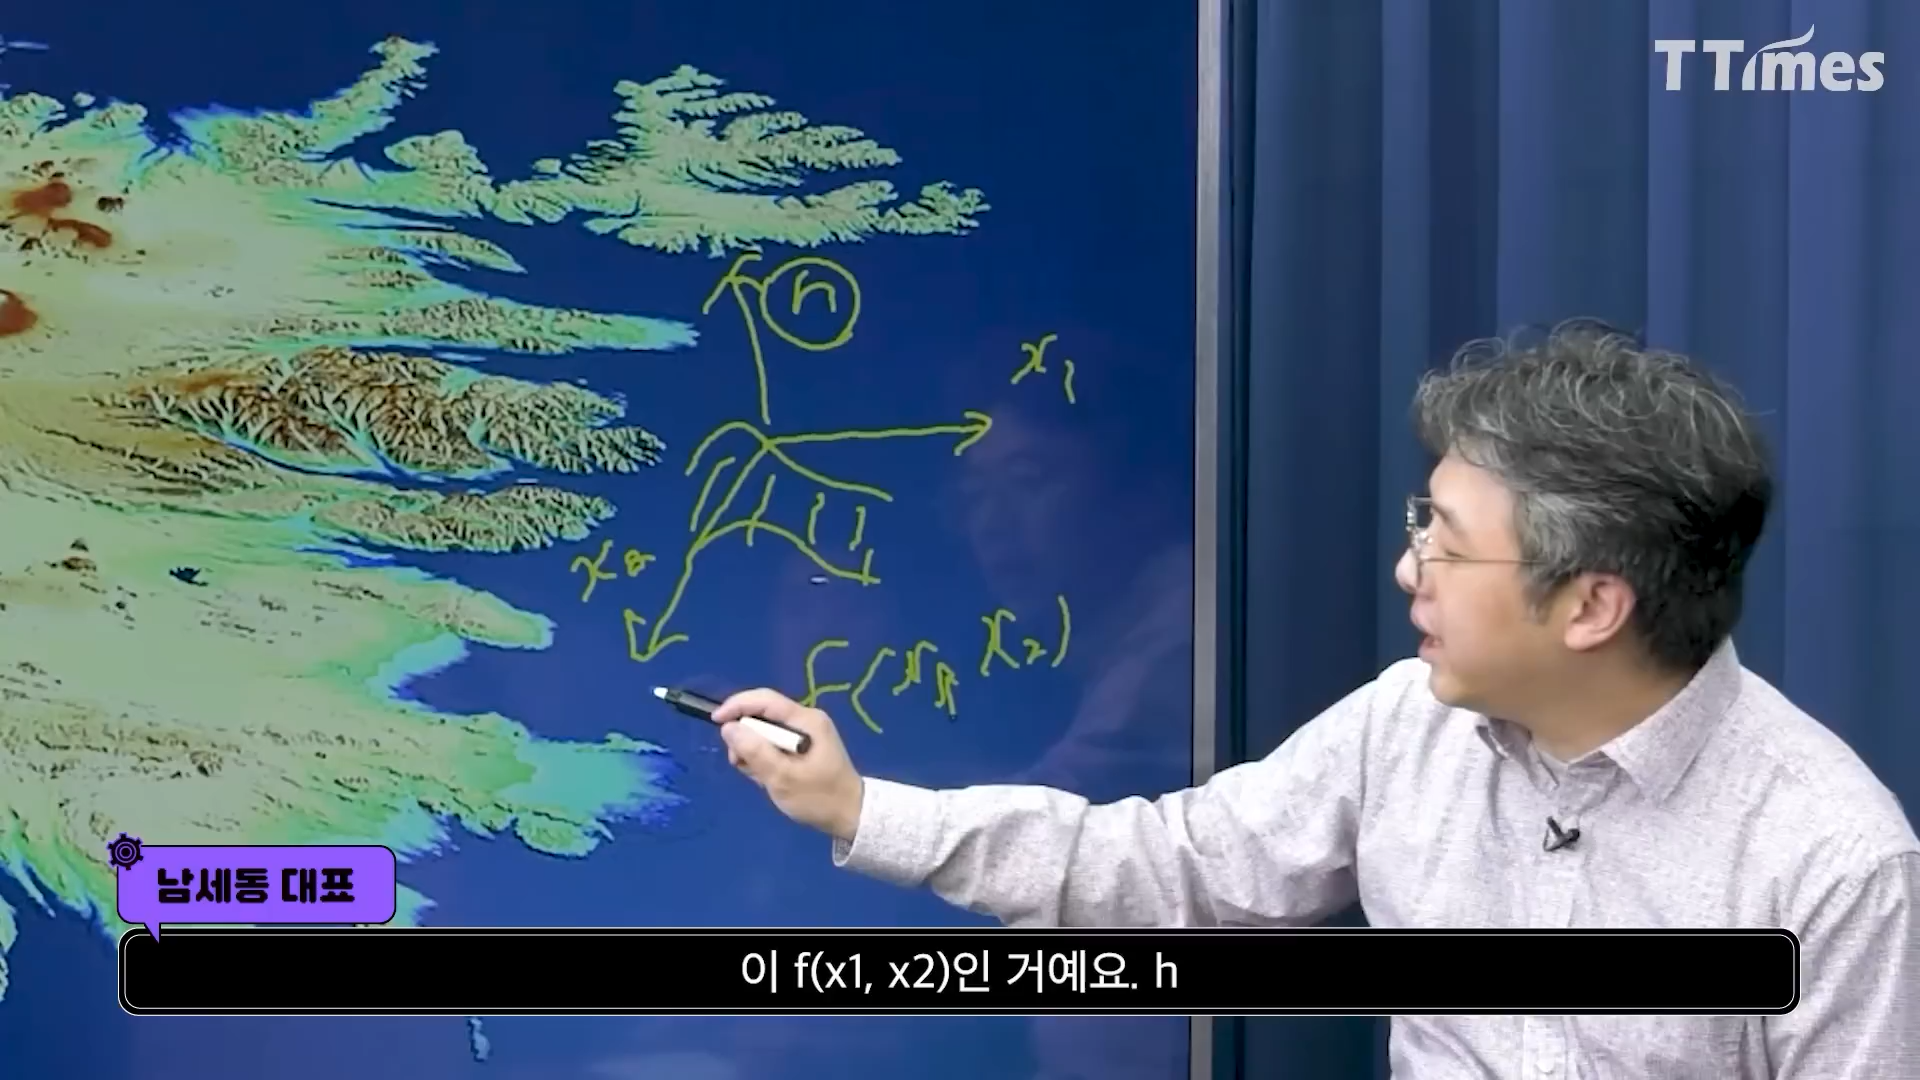 TTimes
h
x1
x2
f(x1, x2)
남세동 대표
이 f(x1, x2)인 거예요. h